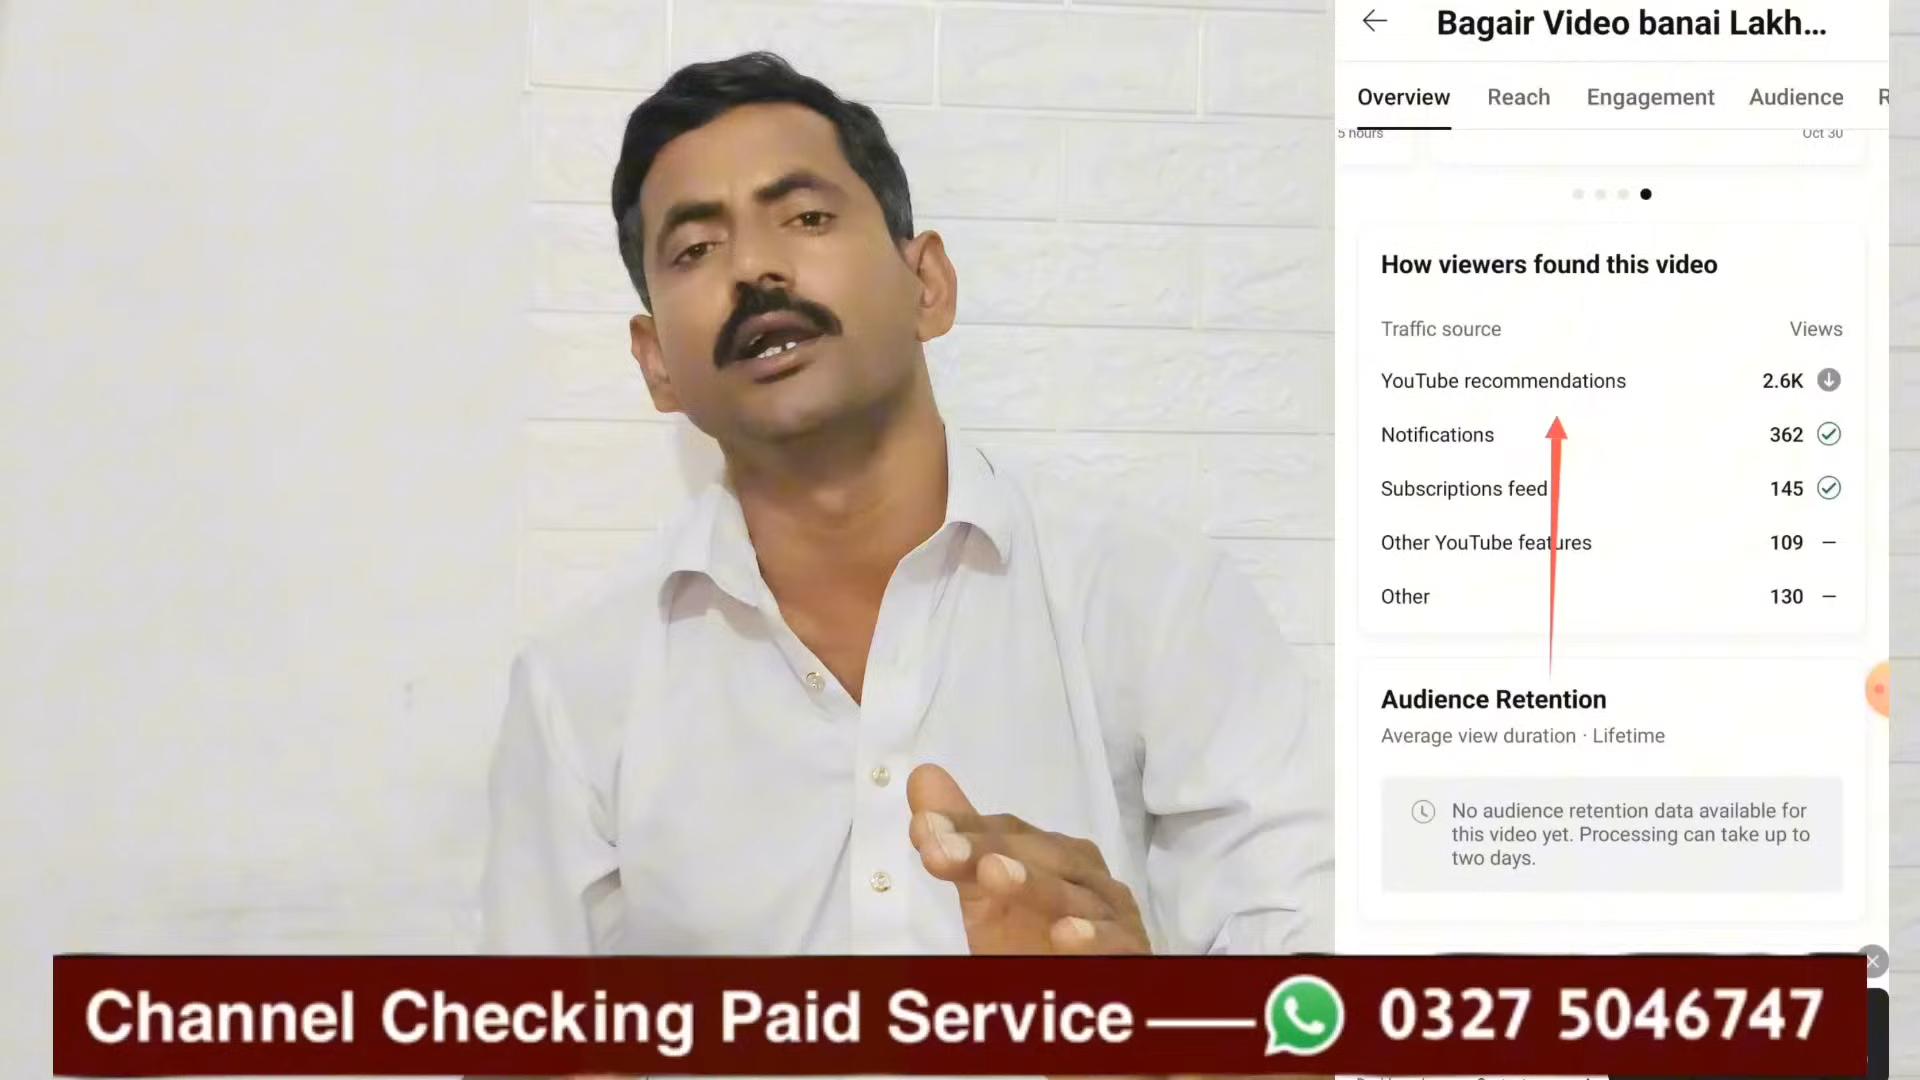 Bagair Video banai Lakh...
Overview Reach Engagement Audience R
5 hours Oct 30
How viewers found this video
Traffic source Views
YouTube recommendations 2.6K
Notifications 362
Subscriptions feed 145
Other YouTube features 109
Other 130
Audience Retention
Average view duration · Lifetime
No audience retention data available for
this video yet. Processing can take up to
two days.
Channel Checking Paid Service — 0327 5046747